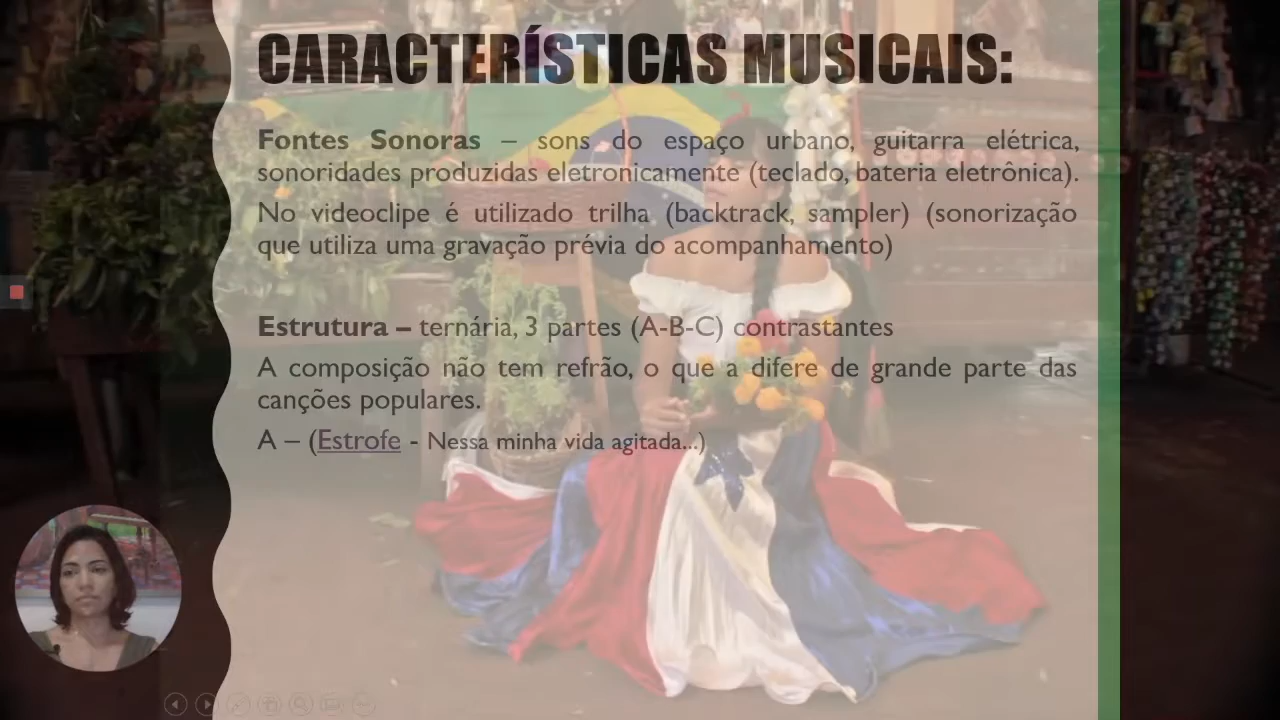 CARACTERÍSTICAS MUSICAIS:
Fontes Sonoras – sons do espaço urbano, guitarra elétrica,
sonoridades produzidas eletronicamente (teclado, bateria eletrônica).
No videoclipe é utilizado trilha (backtrack, sampler) (sonorização
que utiliza uma gravação prévia do acompanhamento)
Estrutura – ternária, 3 partes (A-B-C) contrastantes
A composição não tem refrão, o que a difere de grande parte das
canções populares.
A – (Estrofe - Nessa minha vida agitada...)